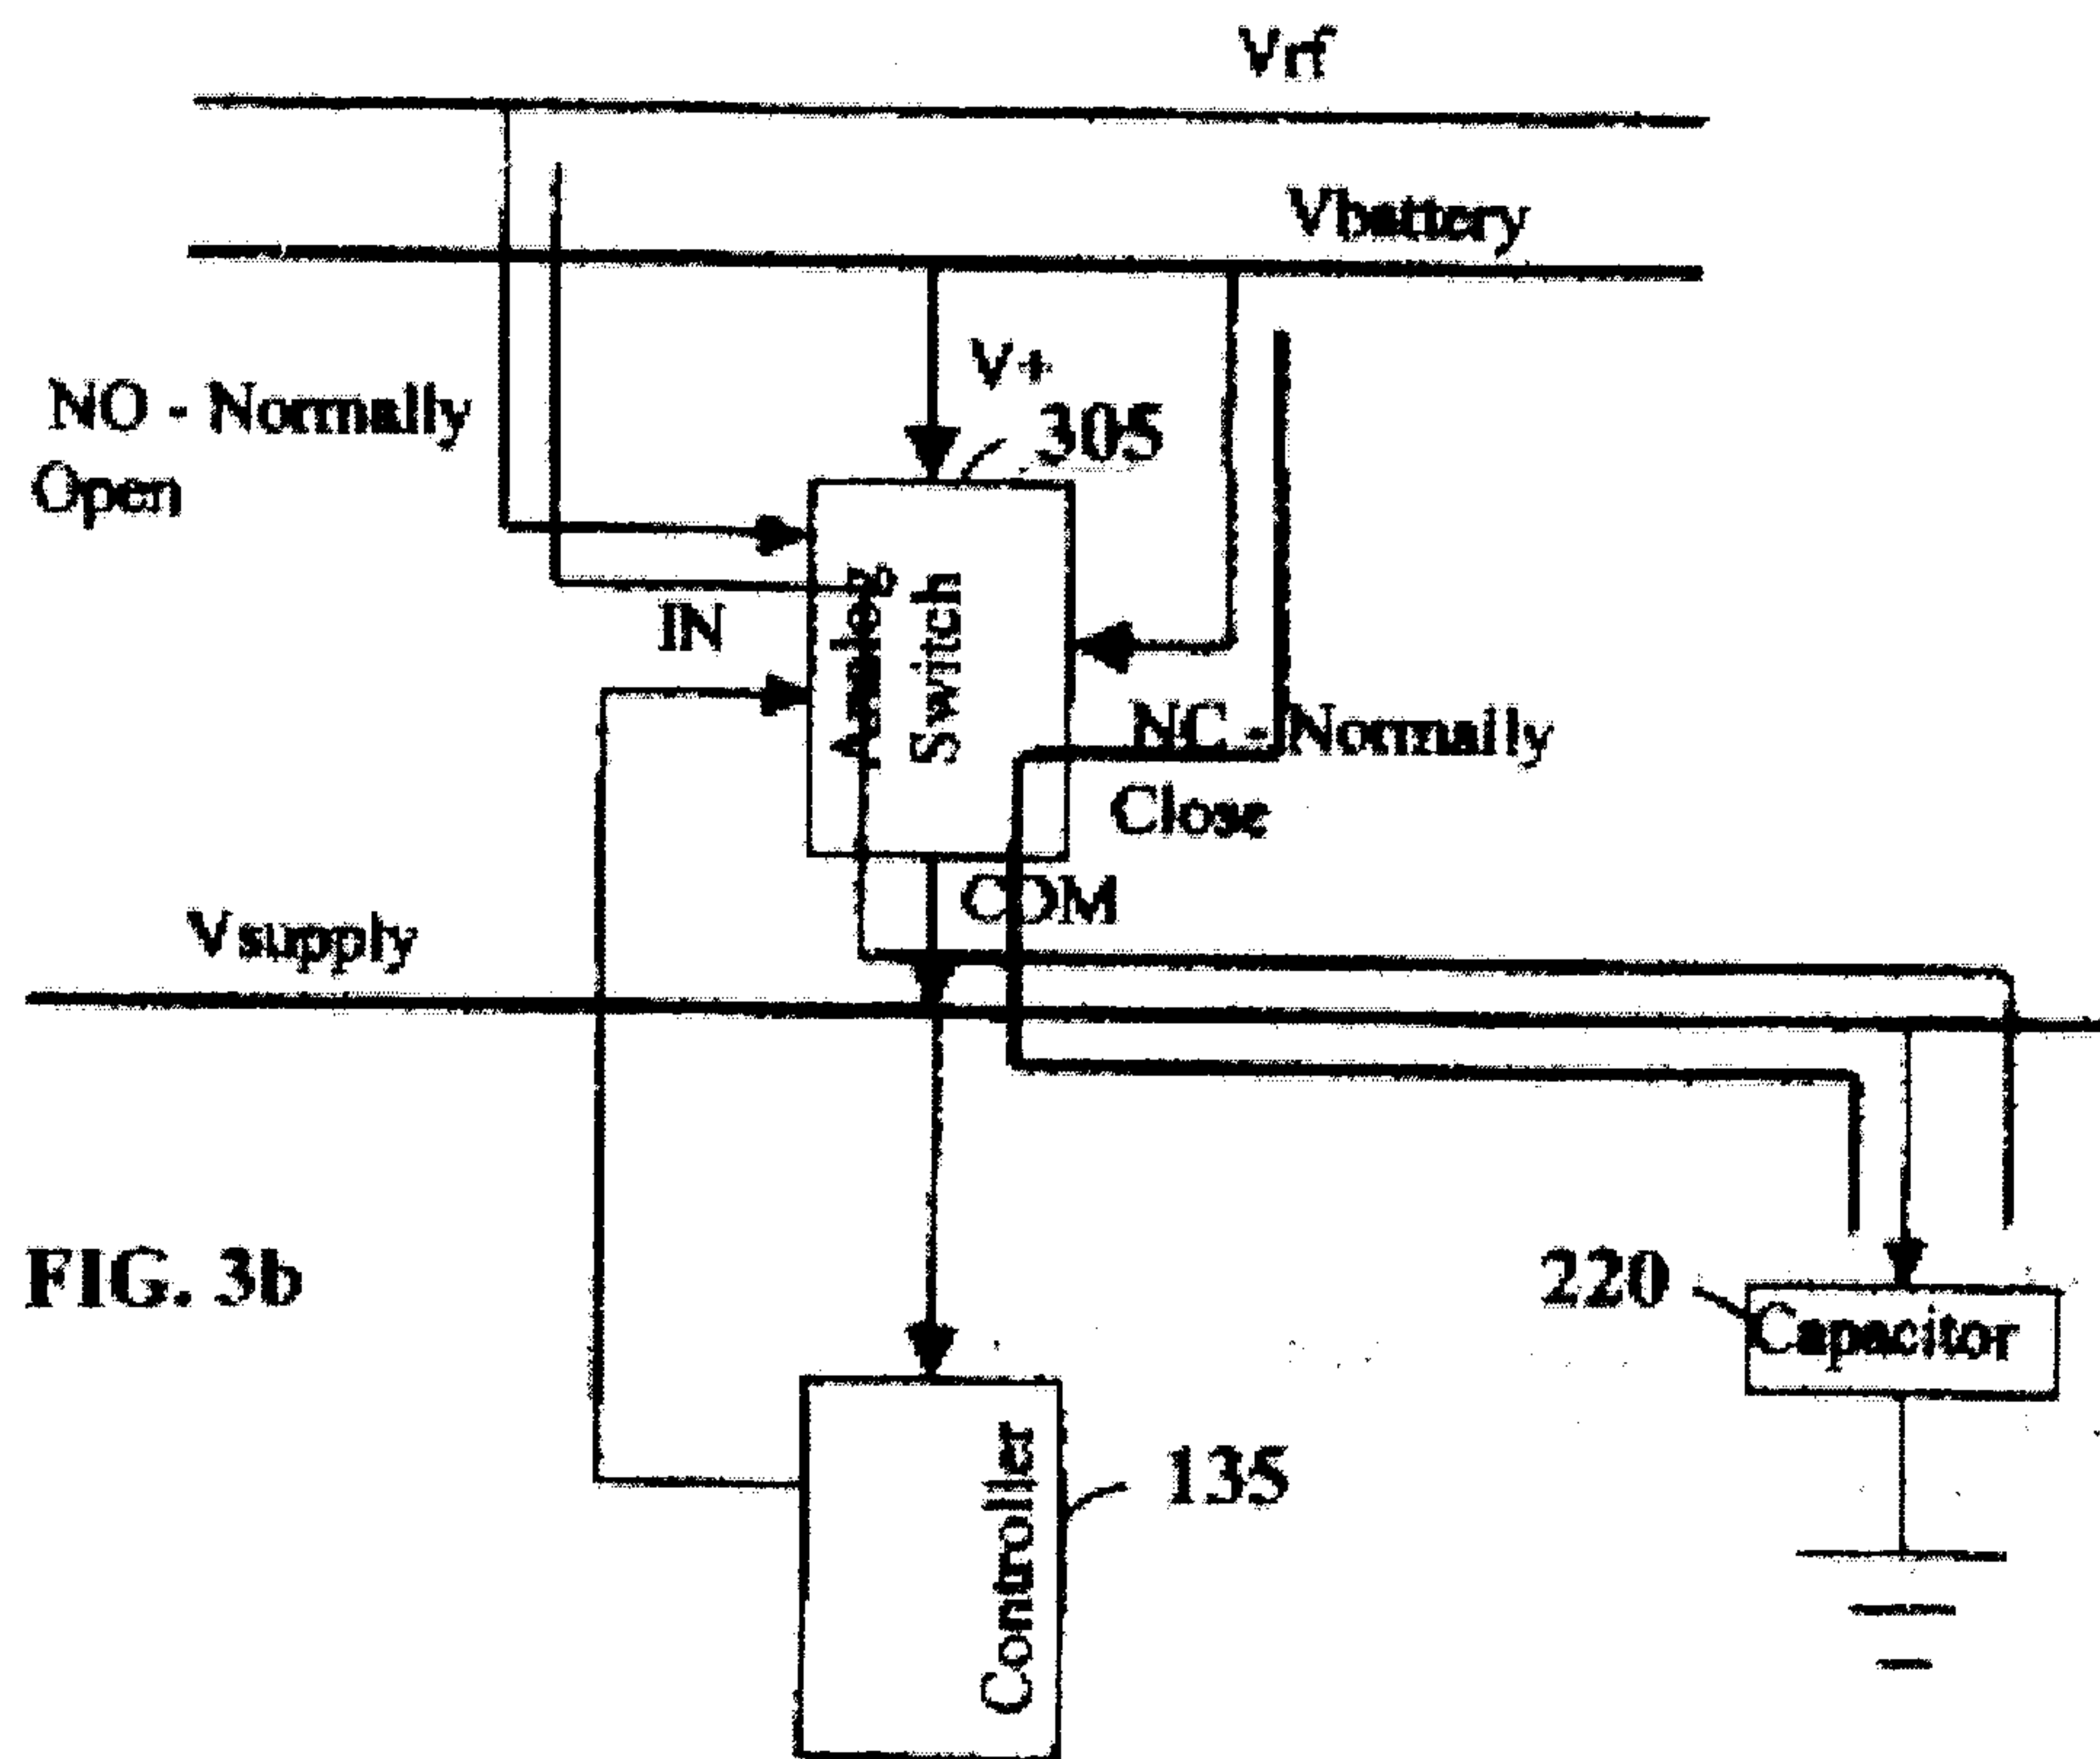 Vrf
Vbattery
V+
305
NO - Normally
Open
Analog
Switch
IN
NC - Normally
Close
COM
Vsupply
FIG. 3b
220
Capacitor
135
Controller